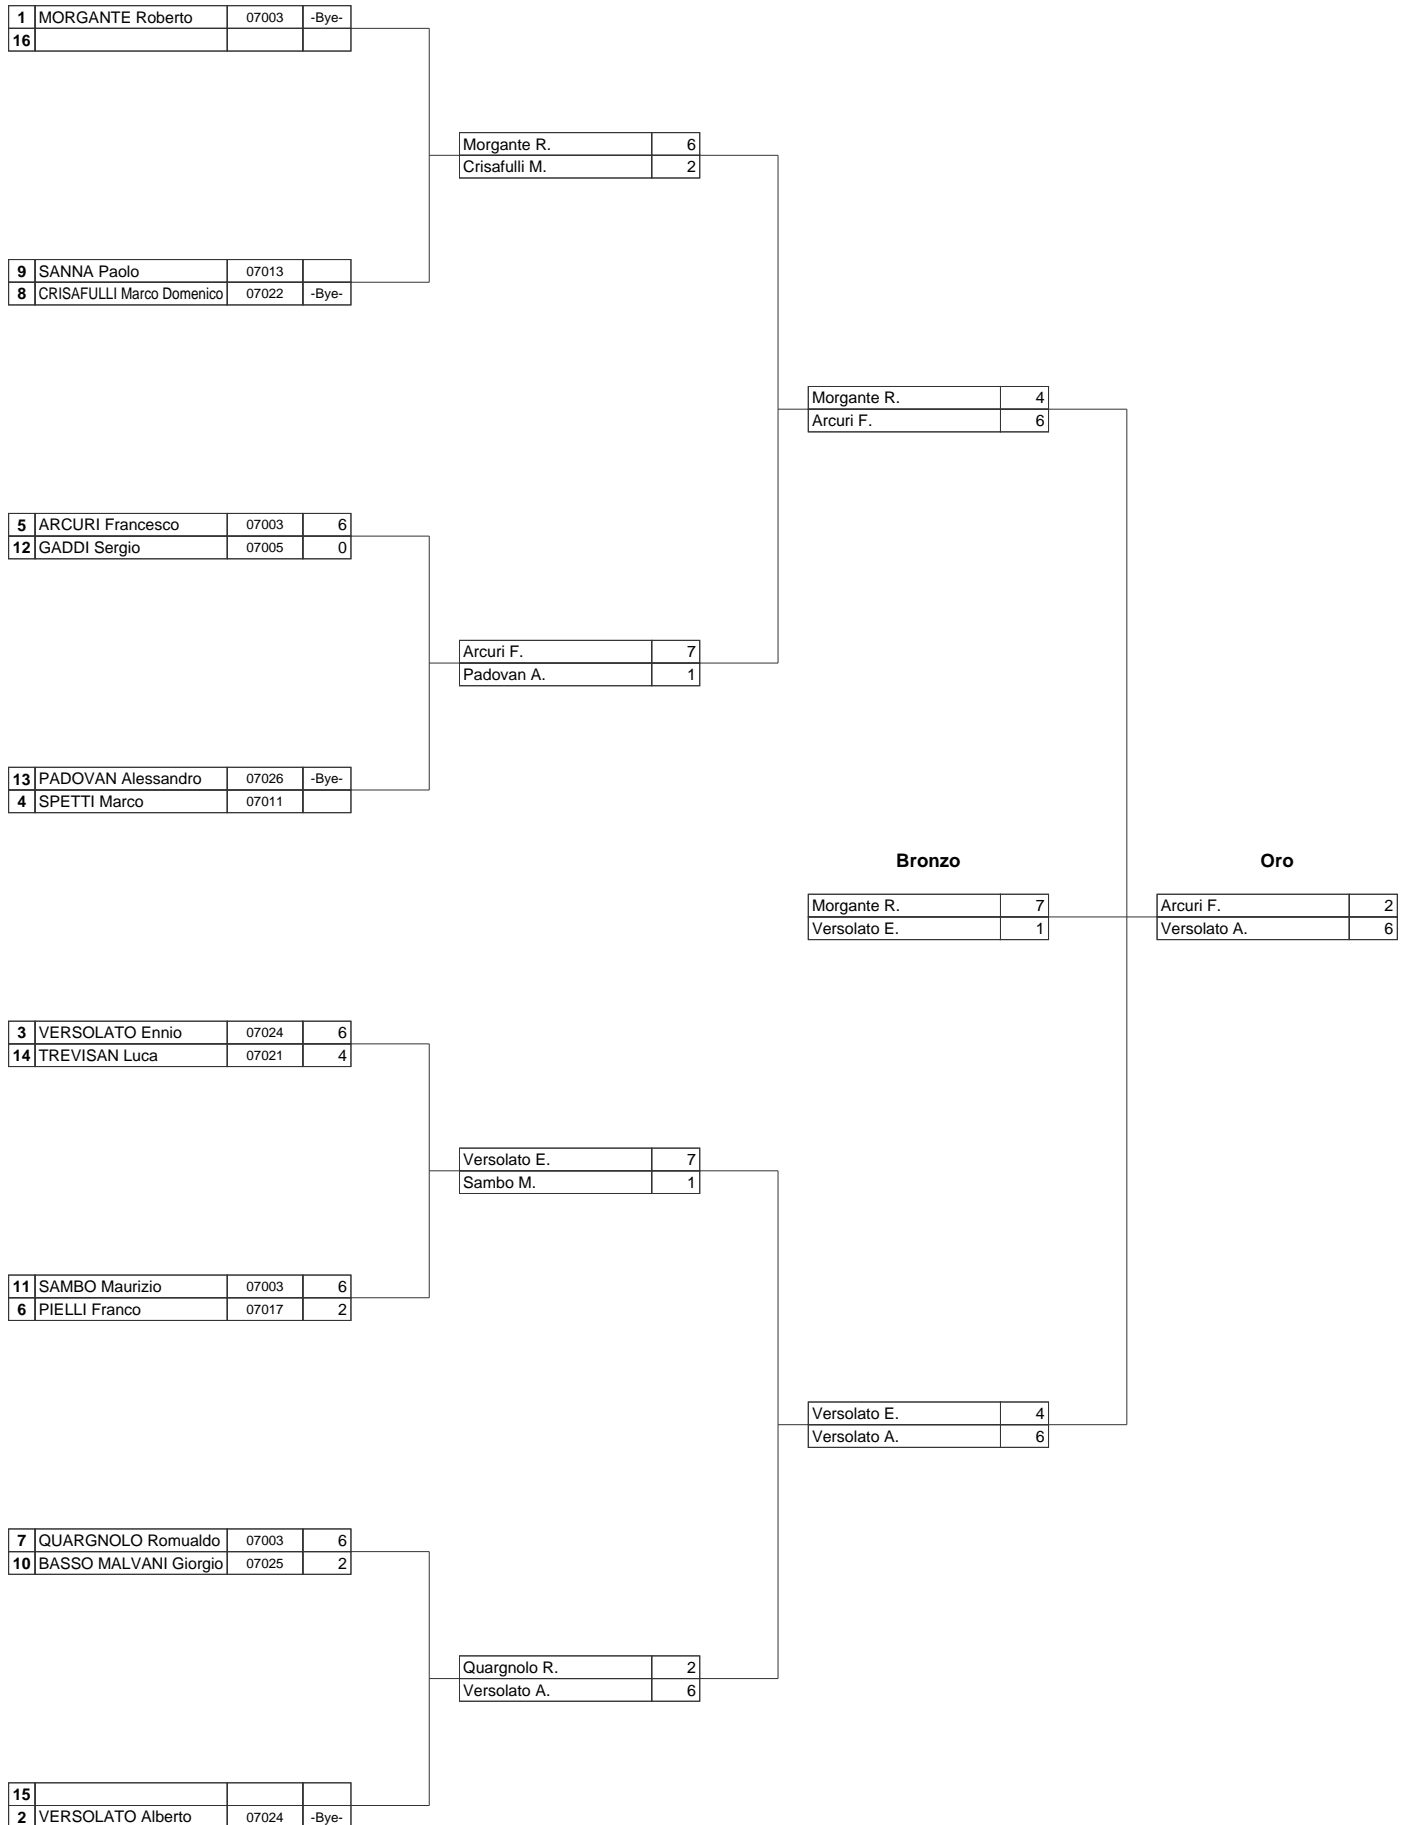 1 MORGANTE Roberto 07003 -Bye-
16
Morgante R. 6
Crisafulli M. 2
9 SANNA Paolo 07013
8 CRISAFULLI Marco Domenico 07022 -Bye-
Morgante R. 4
Arcuri F. 6
5 ARCURI Francesco 07003 6
12 GADDI Sergio 07005 0
Arcuri F. 7
Padovan A. 1
13 PADOVAN Alessandro 07026 -Bye-
4 SPETTI Marco 07011
Bronzo Oro
Morgante R. 7 Arcuri F. 2
Versolato E. 1 Versolato A. 6
3 VERSOLATO Ennio 07024 6
14 TREVISAN Luca 07021 4
Versolato E. 7
Sambo M. 1
11 SAMBO Maurizio 07003 6
6 PIELLI Franco 07017 2
Versolato E. 4
Versolato A. 6
7 QUARGNOLO Romualdo 07003 6
10 BASSO MALVANI Giorgio 07025 2
Quargnolo R. 2
Versolato A. 6
15
2 VERSOLATO Alberto 07024 -Bye-